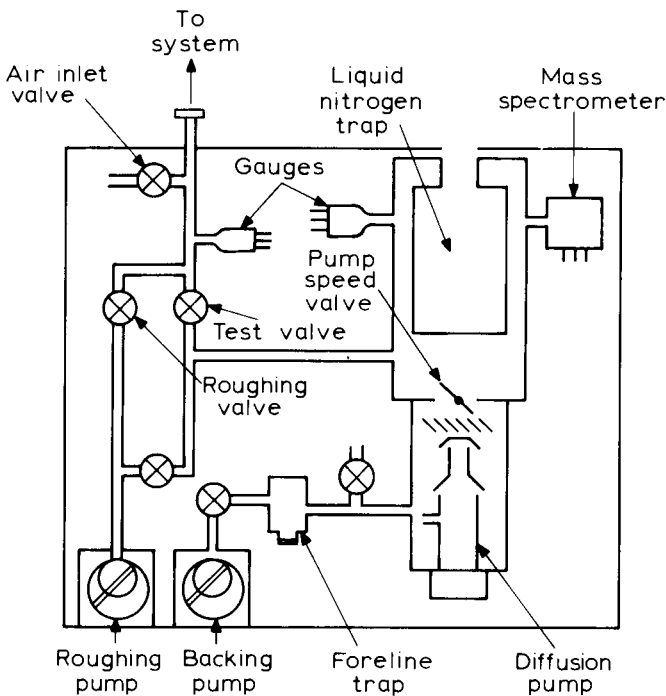 To
system
Air inlet
valve
Liquid
nitrogen
trap
Mass
spectrometer
Gauges
Pump
speed
valve
Test valve
Roughing
valve
Roughing
pump
Backing
pump
Foreline
trap
Diffusion
pump